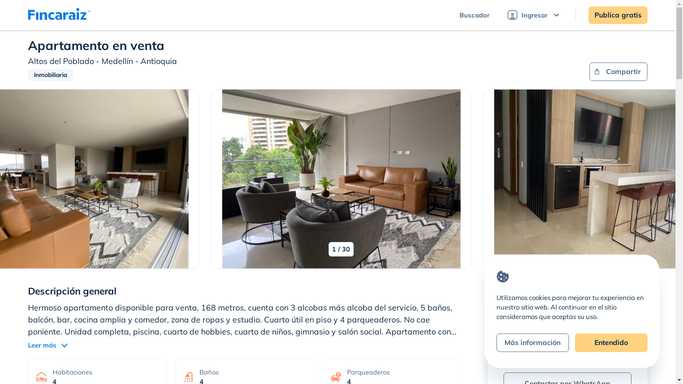 Fincaraiz
Buscador
Ingresar
Publica gratis
Apartamento en venta
Altos del Poblado - Medellín - Antioquia
Inmobiliaria
Compartir
1 / 30
Descripción general
Hermoso apartamento disponible para venta, 168 metros, cuenta con 3 alcobas más alcoba del servicio, 5 baños,
balcón, bar, cocina amplia y comedor, zona de ropas y estudio. Cuarto útil en piso y 4 parqueaderos. No cae
poniente. Unidad completa, piscina, cuarto de hobbies, cuarto de niños, gimnasio y salón social. Apartamento con...
Leer más
Habitaciones
4
Baños
4
Parqueaderos
4
Utilizamos cookies para mejorar tu experiencia en
nuestro sitio web. Al continuar en el sitio
consideramos que aceptas su uso.
Más información
Entendido
Contactar por WhatsApp